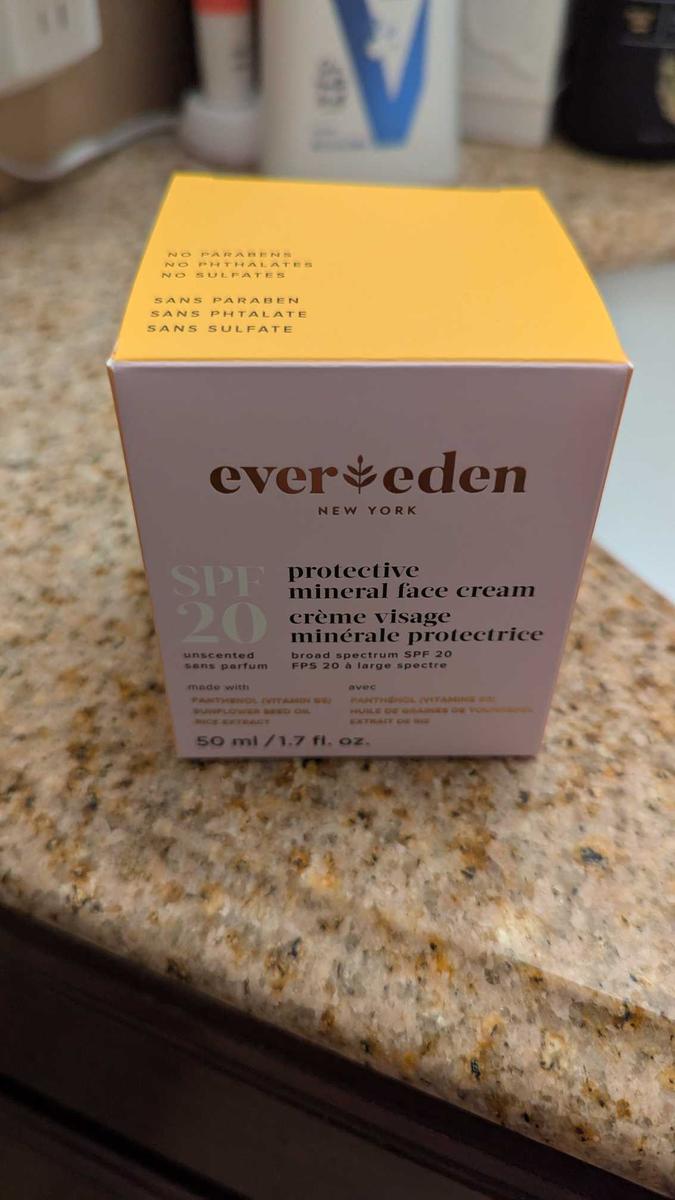 NO PARABENS
NO PHTHALATES
NO SULFATES
SANS PARABEN
SANS PHTALATE
SANS SULFATE
ever eden
NEW YORK
SPF
20
unscented
sans parfum
protective
mineral face cream
crème visage
minérale protectrice
broad spectrum SPF 20
FPS 20 à large spectre
made with
PANTHENOL (VITAMIN B5)
SUNFLOWER SEED OIL
RICE EXTRACT
avec
PANTHÉNOL (VITAMINE B5)
HUILE DE GRAINES DE TOURNESOL
EXTRAIT DE RIZ
50 ml / 1.7 fl. oz.